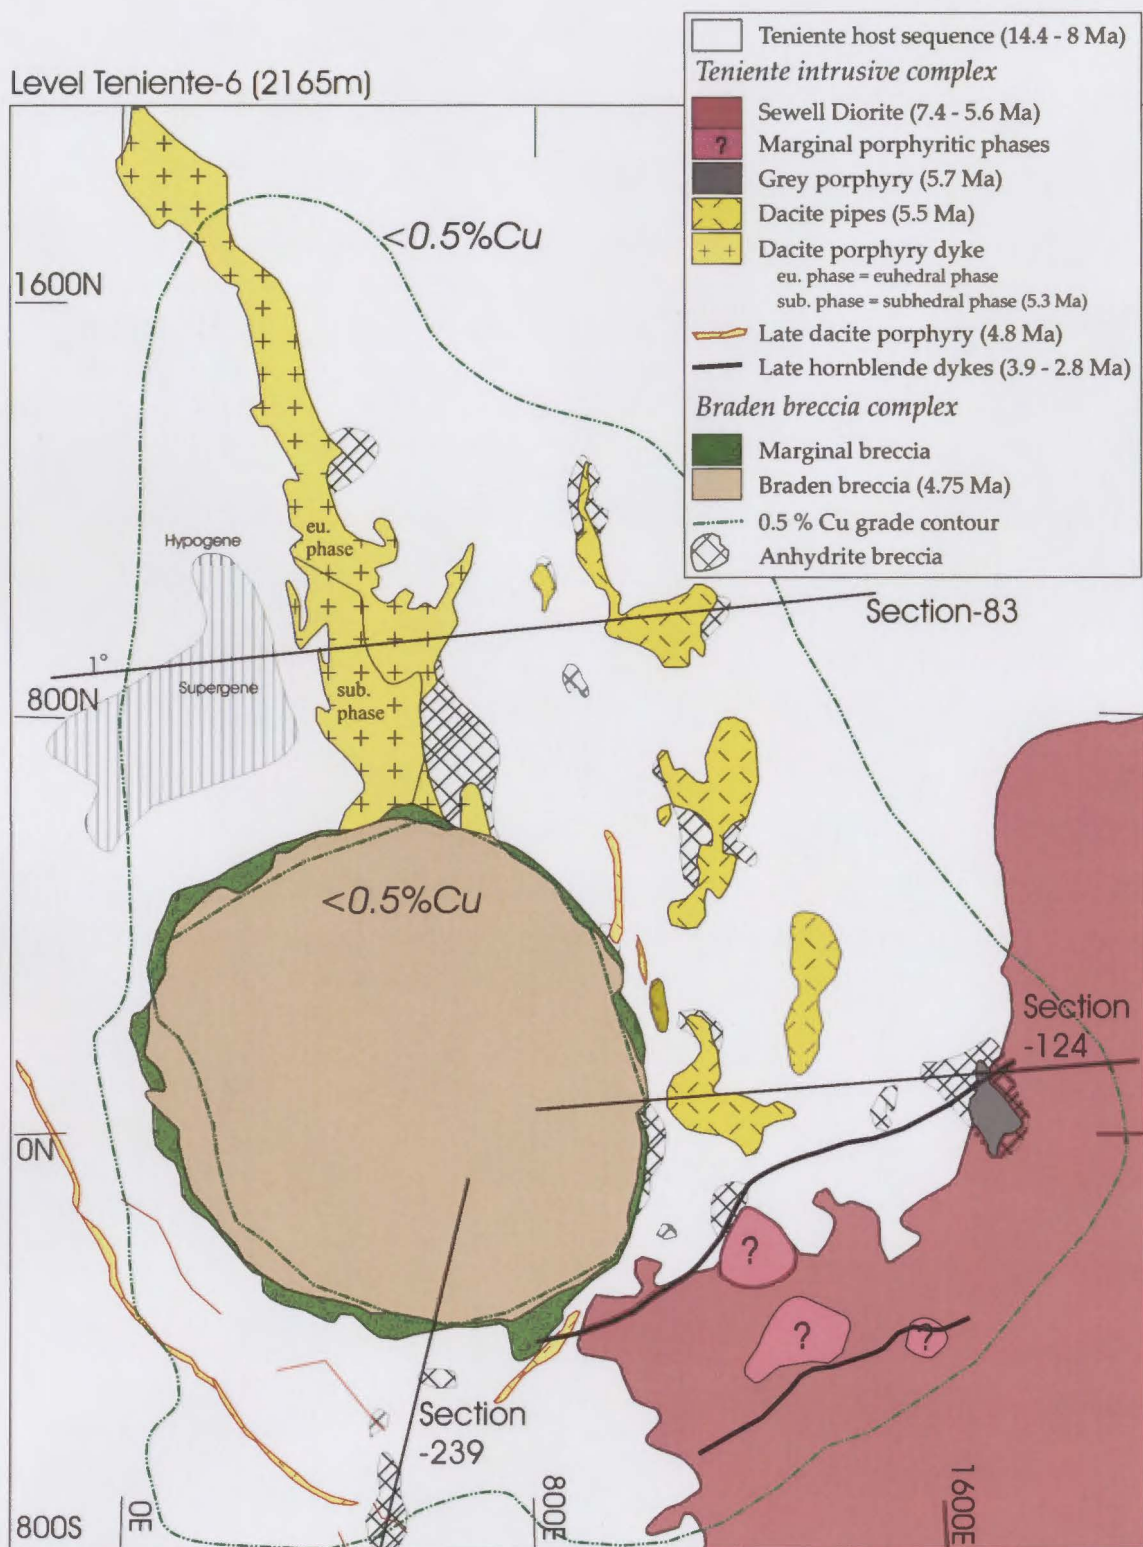 Level Teniente-6 (2165m)
Teniente host sequence (14.4 - 8 Ma)
Teniente intrusive complex
Sewell Diorite (7.4 - 5.6 Ma)
? Marginal porphyritic phases
Grey porphyry (5.7 Ma)
Dacite pipes (5.5 Ma)
Dacite porphyry dyke
eu. phase = euhedral phase
sub. phase = subhedral phase (5.3 Ma)
Late dacite porphyry (4.8 Ma)
Late hornblende dykes (3.9 - 2.8 Ma)
Braden breccia complex
Marginal breccia
Braden breccia (4.75 Ma)
0.5 % Cu grade contour
Anhydrite breccia
<0.5%Cu
1600N
eu.
phase
Hypogene
Section-83
1°
Supergene
800N
sub.
phase
<0.5%Cu
Section
-124
0N
?
?
?
Section
-239
800S
0E
800E
1600E